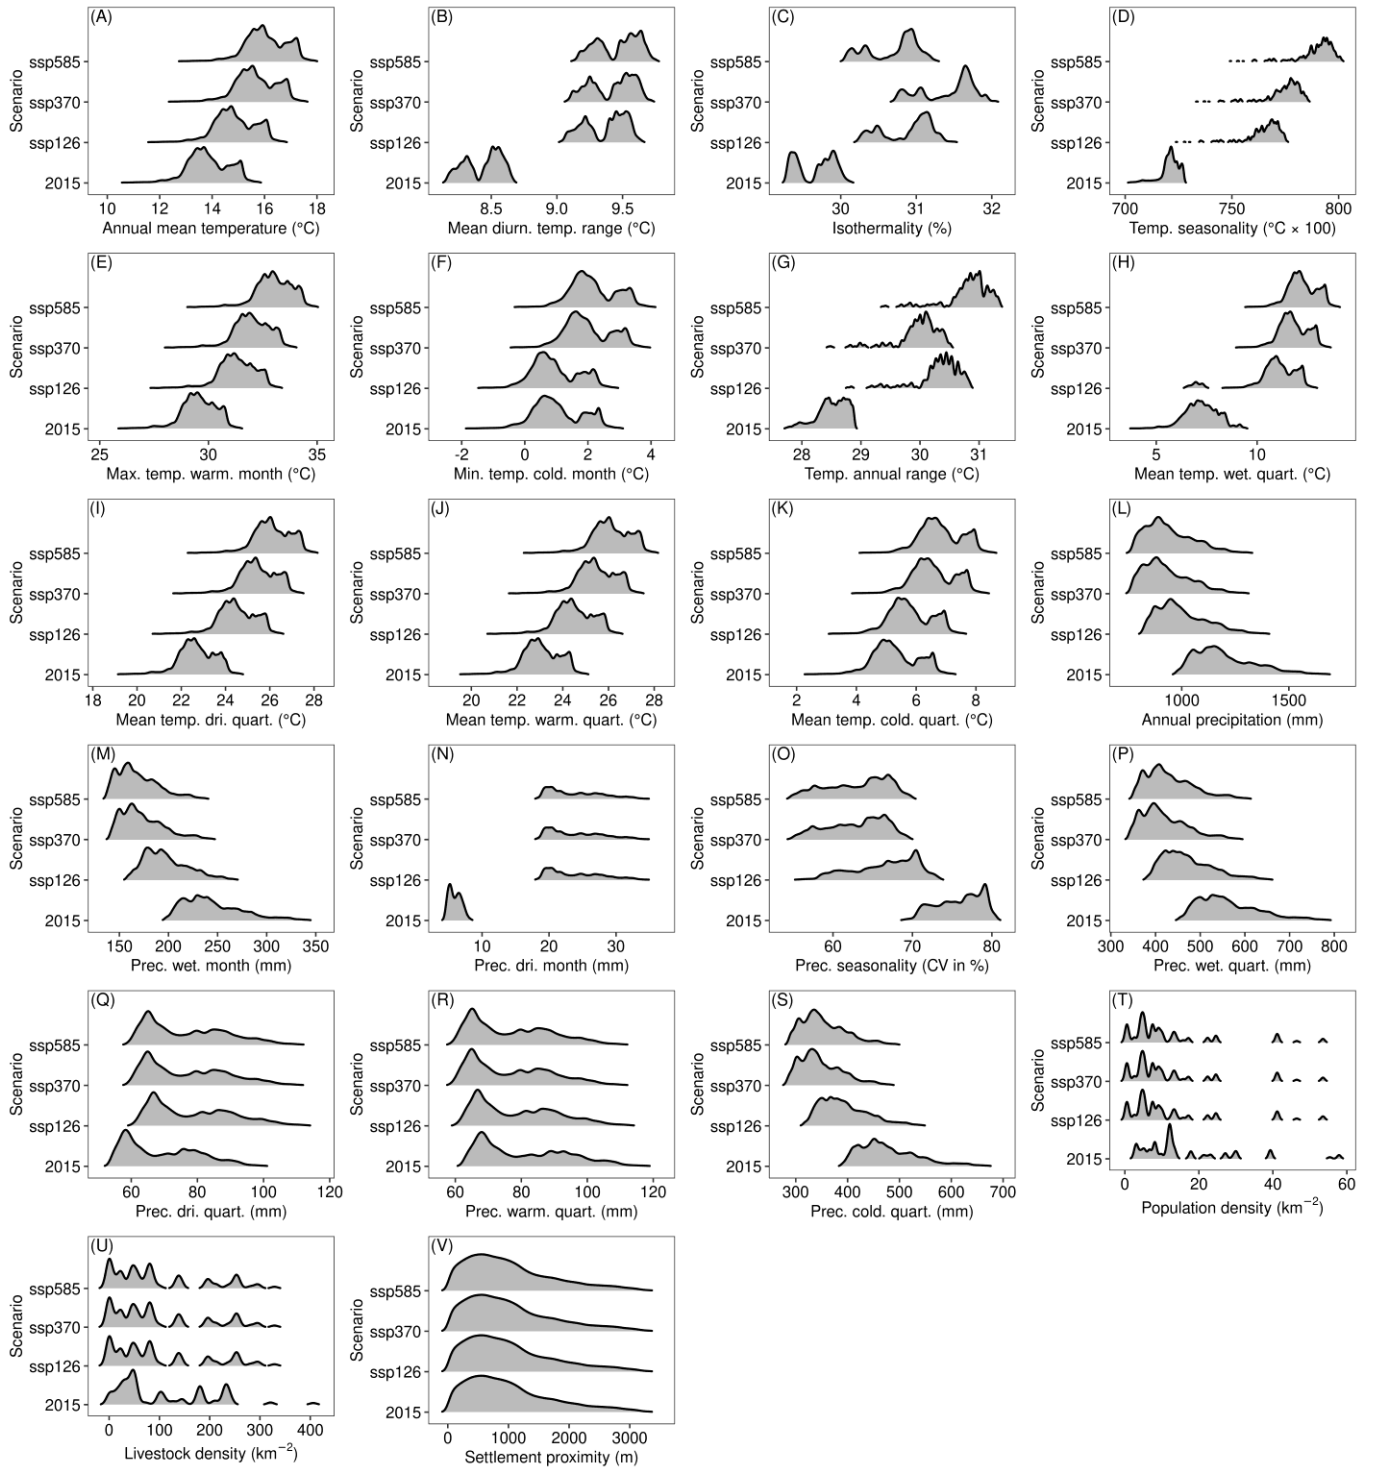 (A)
Scenario
ssp585
ssp370
ssp126
2015
10 12 14 16 18
Annual mean temperature (°C)
(B)
Scenario
ssp585
ssp370
ssp126
2015
8.5 9.0 9.5
Mean diurn. temp. range (°C)
(C)
Scenario
ssp585
ssp370
ssp126
2015
30 31 32
Isothermality (%)
(D)
Scenario
ssp585
ssp370
ssp126
2015
700 750 800
Temp. seasonality (°C × 100)
(E)
Scenario
ssp585
ssp370
ssp126
2015
25 30 35
Max. temp. warm. month (°C)
(F)
Scenario
ssp585
ssp370
ssp126
2015
-2 0 2 4
Min. temp. cold. month (°C)
(G)
Scenario
ssp585
ssp370
ssp126
2015
28 29 30 31
Temp. annual range (°C)
(H)
Scenario
ssp585
ssp370
ssp126
2015
5 10
Mean temp. wet. quart. (°C)
(I)
Scenario
ssp585
ssp370
ssp126
2015
18 20 22 24 26 28
Mean temp. dri. quart. (°C)
(J)
Scenario
ssp585
ssp370
ssp126
2015
20 22 24 26 28
Mean temp. warm. quart. (°C)
(K)
Scenario
ssp585
ssp370
ssp126
2015
2 4 6 8
Mean temp. cold. quart. (°C)
(L)
Scenario
ssp585
ssp370
ssp126
2015
1000 1500
Annual precipitation (mm)
(M)
Scenario
ssp585
ssp370
ssp126
2015
150 200 250 300 350
Prec. wet. month (mm)
(N)
Scenario
ssp585
ssp370
ssp126
2015
10 20 30
Prec. dri. month (mm)
(O)
Scenario
ssp585
ssp370
ssp126
2015
60 70 80
Prec. seasonality (CV in %)
(P)
Scenario
ssp585
ssp370
ssp126
2015
300 400 500 600 700 800
Prec. wet. quart. (mm)
(Q)
Scenario
ssp585
ssp370
ssp126
2015
60 80 100 120
Prec. dri. quart. (mm)
(R)
Scenario
ssp585
ssp370
ssp126
2015
60 80 100 120
Prec. warm. quart. (mm)
(S)
Scenario
ssp585
ssp370
ssp126
2015
300 400 500 600 700
Prec. cold. quart. (mm)
(T)
Scenario
ssp585
ssp370
ssp126
2015
0 20 40 60
Population density (km⁻²)
(U)
Scenario
ssp585
ssp370
ssp126
2015
0 100 200 300 400
Livestock density (km⁻²)
(V)
Scenario
ssp585
ssp370
ssp126
2015
0 1000 2000 3000
Settlement proximity (m)